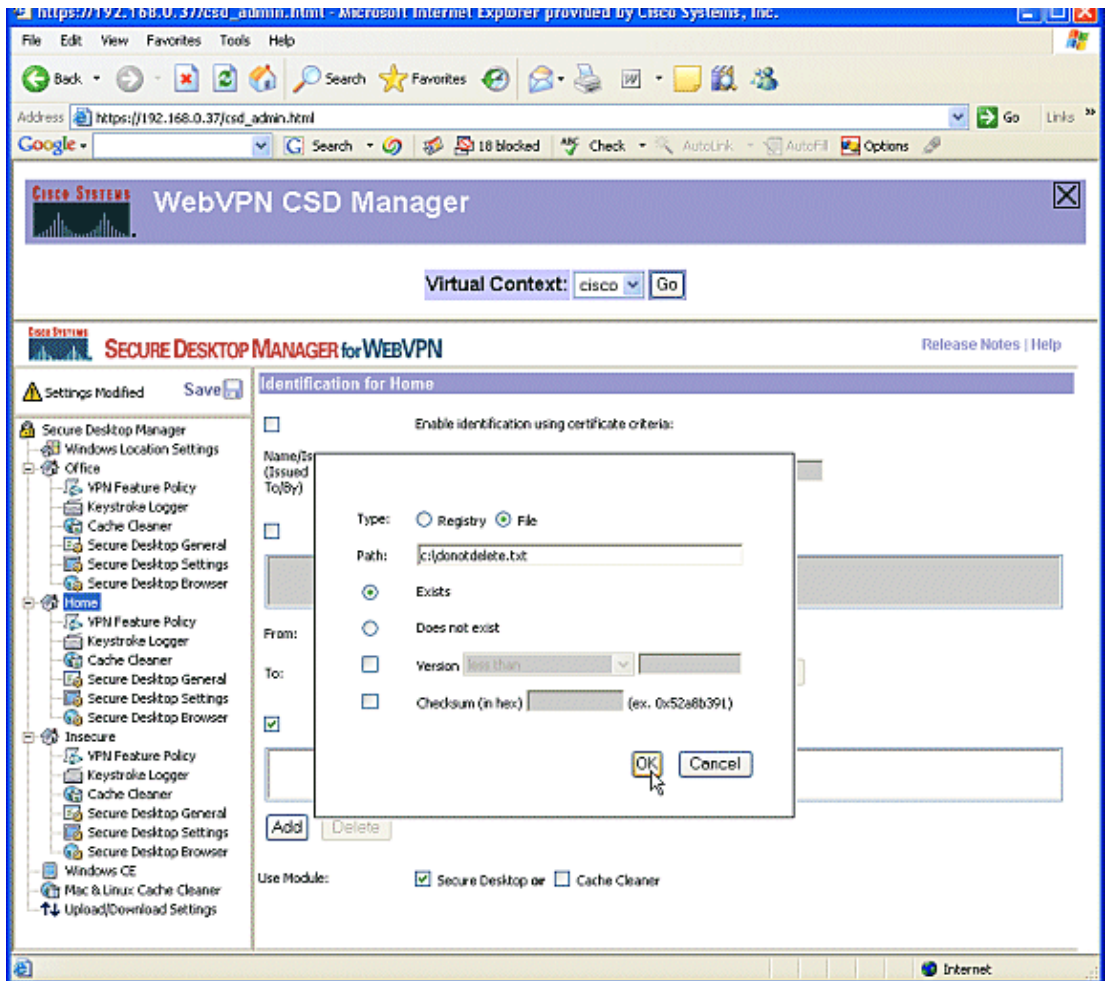 https://192.168.0.37/csd_admin.html - Microsoft Internet Explorer provided by Cisco Systems, Inc.
File Edit View Favorites Tools Help
Back Search Favorites
Address https://192.168.0.37/csd_admin.html Go Links »
Google Search 18 blocked Check AutoLink AutoFill Options
CISCO SYSTEMS WebVPN CSD Manager
Virtual Context: cisco Go
CISCO SYSTEMS SECURE DESKTOP MANAGER for WEBVPN Release Notes | Help
Settings Modified Save
Secure Desktop Manager
Windows Location Settings
Office
VPN Feature Policy
Keystroke Logger
Cache Cleaner
Secure Desktop General
Secure Desktop Settings
Secure Desktop Browser
Home
VPN Feature Policy
Keystroke Logger
Cache Cleaner
Secure Desktop General
Secure Desktop Settings
Secure Desktop Browser
Insecure
VPN Feature Policy
Keystroke Logger
Cache Cleaner
Secure Desktop General
Secure Desktop Settings
Secure Desktop Browser
Windows CE
Mac & Linux Cache Cleaner
Upload/Download Settings
Identification for Home
Enable identification using certificate criteria:
Name/Is
(Issued
To/By)
Type: Registry File
Path: c:\donotdelete.txt
Exists
Does not exist
Version less than
Checksum (in hex) (ex. 0x52a8b391)
OK Cancel
From:
To:
Add Delete
Use Module: Secure Desktop or Cache Cleaner
Internet